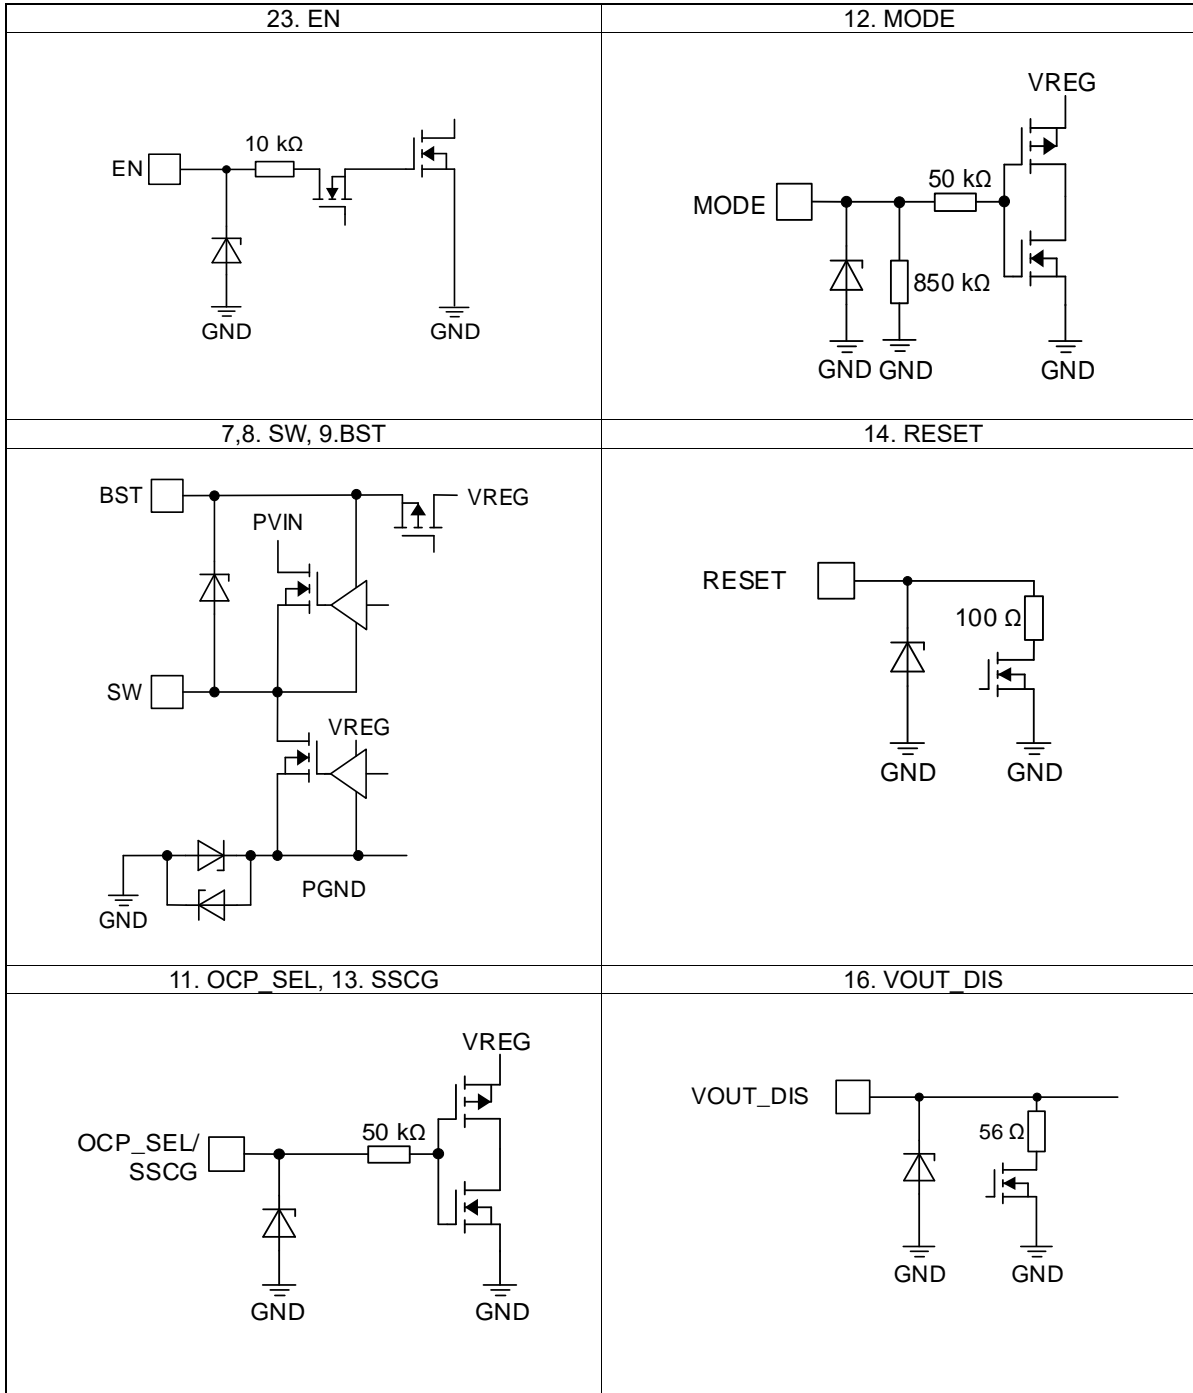 23. EN
12. MODE
EN
10 kΩ
GND
GND
VREG
MODE
50 kΩ
850 kΩ
GND
GND
GND
7,8. SW, 9.BST
14. RESET
BST
VREG
PVIN
SW
VREG
PGND
GND
RESET
100 Ω
GND
GND
11. OCP_SEL, 13. SSCG
16. VOUT_DIS
VREG
OCP_SEL/
SSCG
50 kΩ
GND
GND
VOUT_DIS
56 Ω
GND
GND